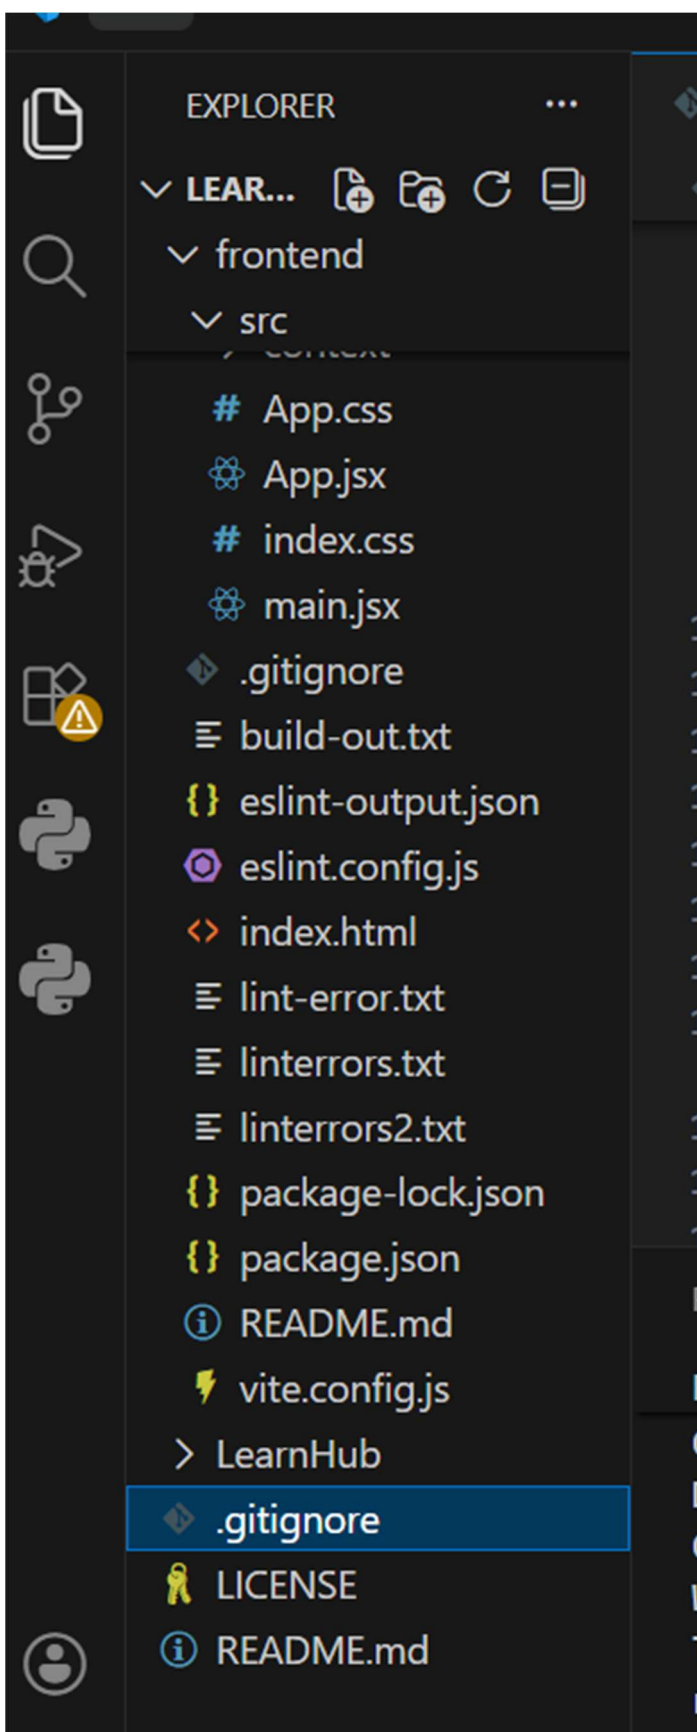 EXPLORER
LEAR...
frontend
src
context
App.css
App.jsx
index.css
main.jsx
.gitignore
build-out.txt
eslint-output.json
eslint.config.js
index.html
lint-error.txt
linterrors.txt
linterrors2.txt
package-lock.json
package.json
README.md
vite.config.js
LearnHub
.gitignore
LICENSE
README.md